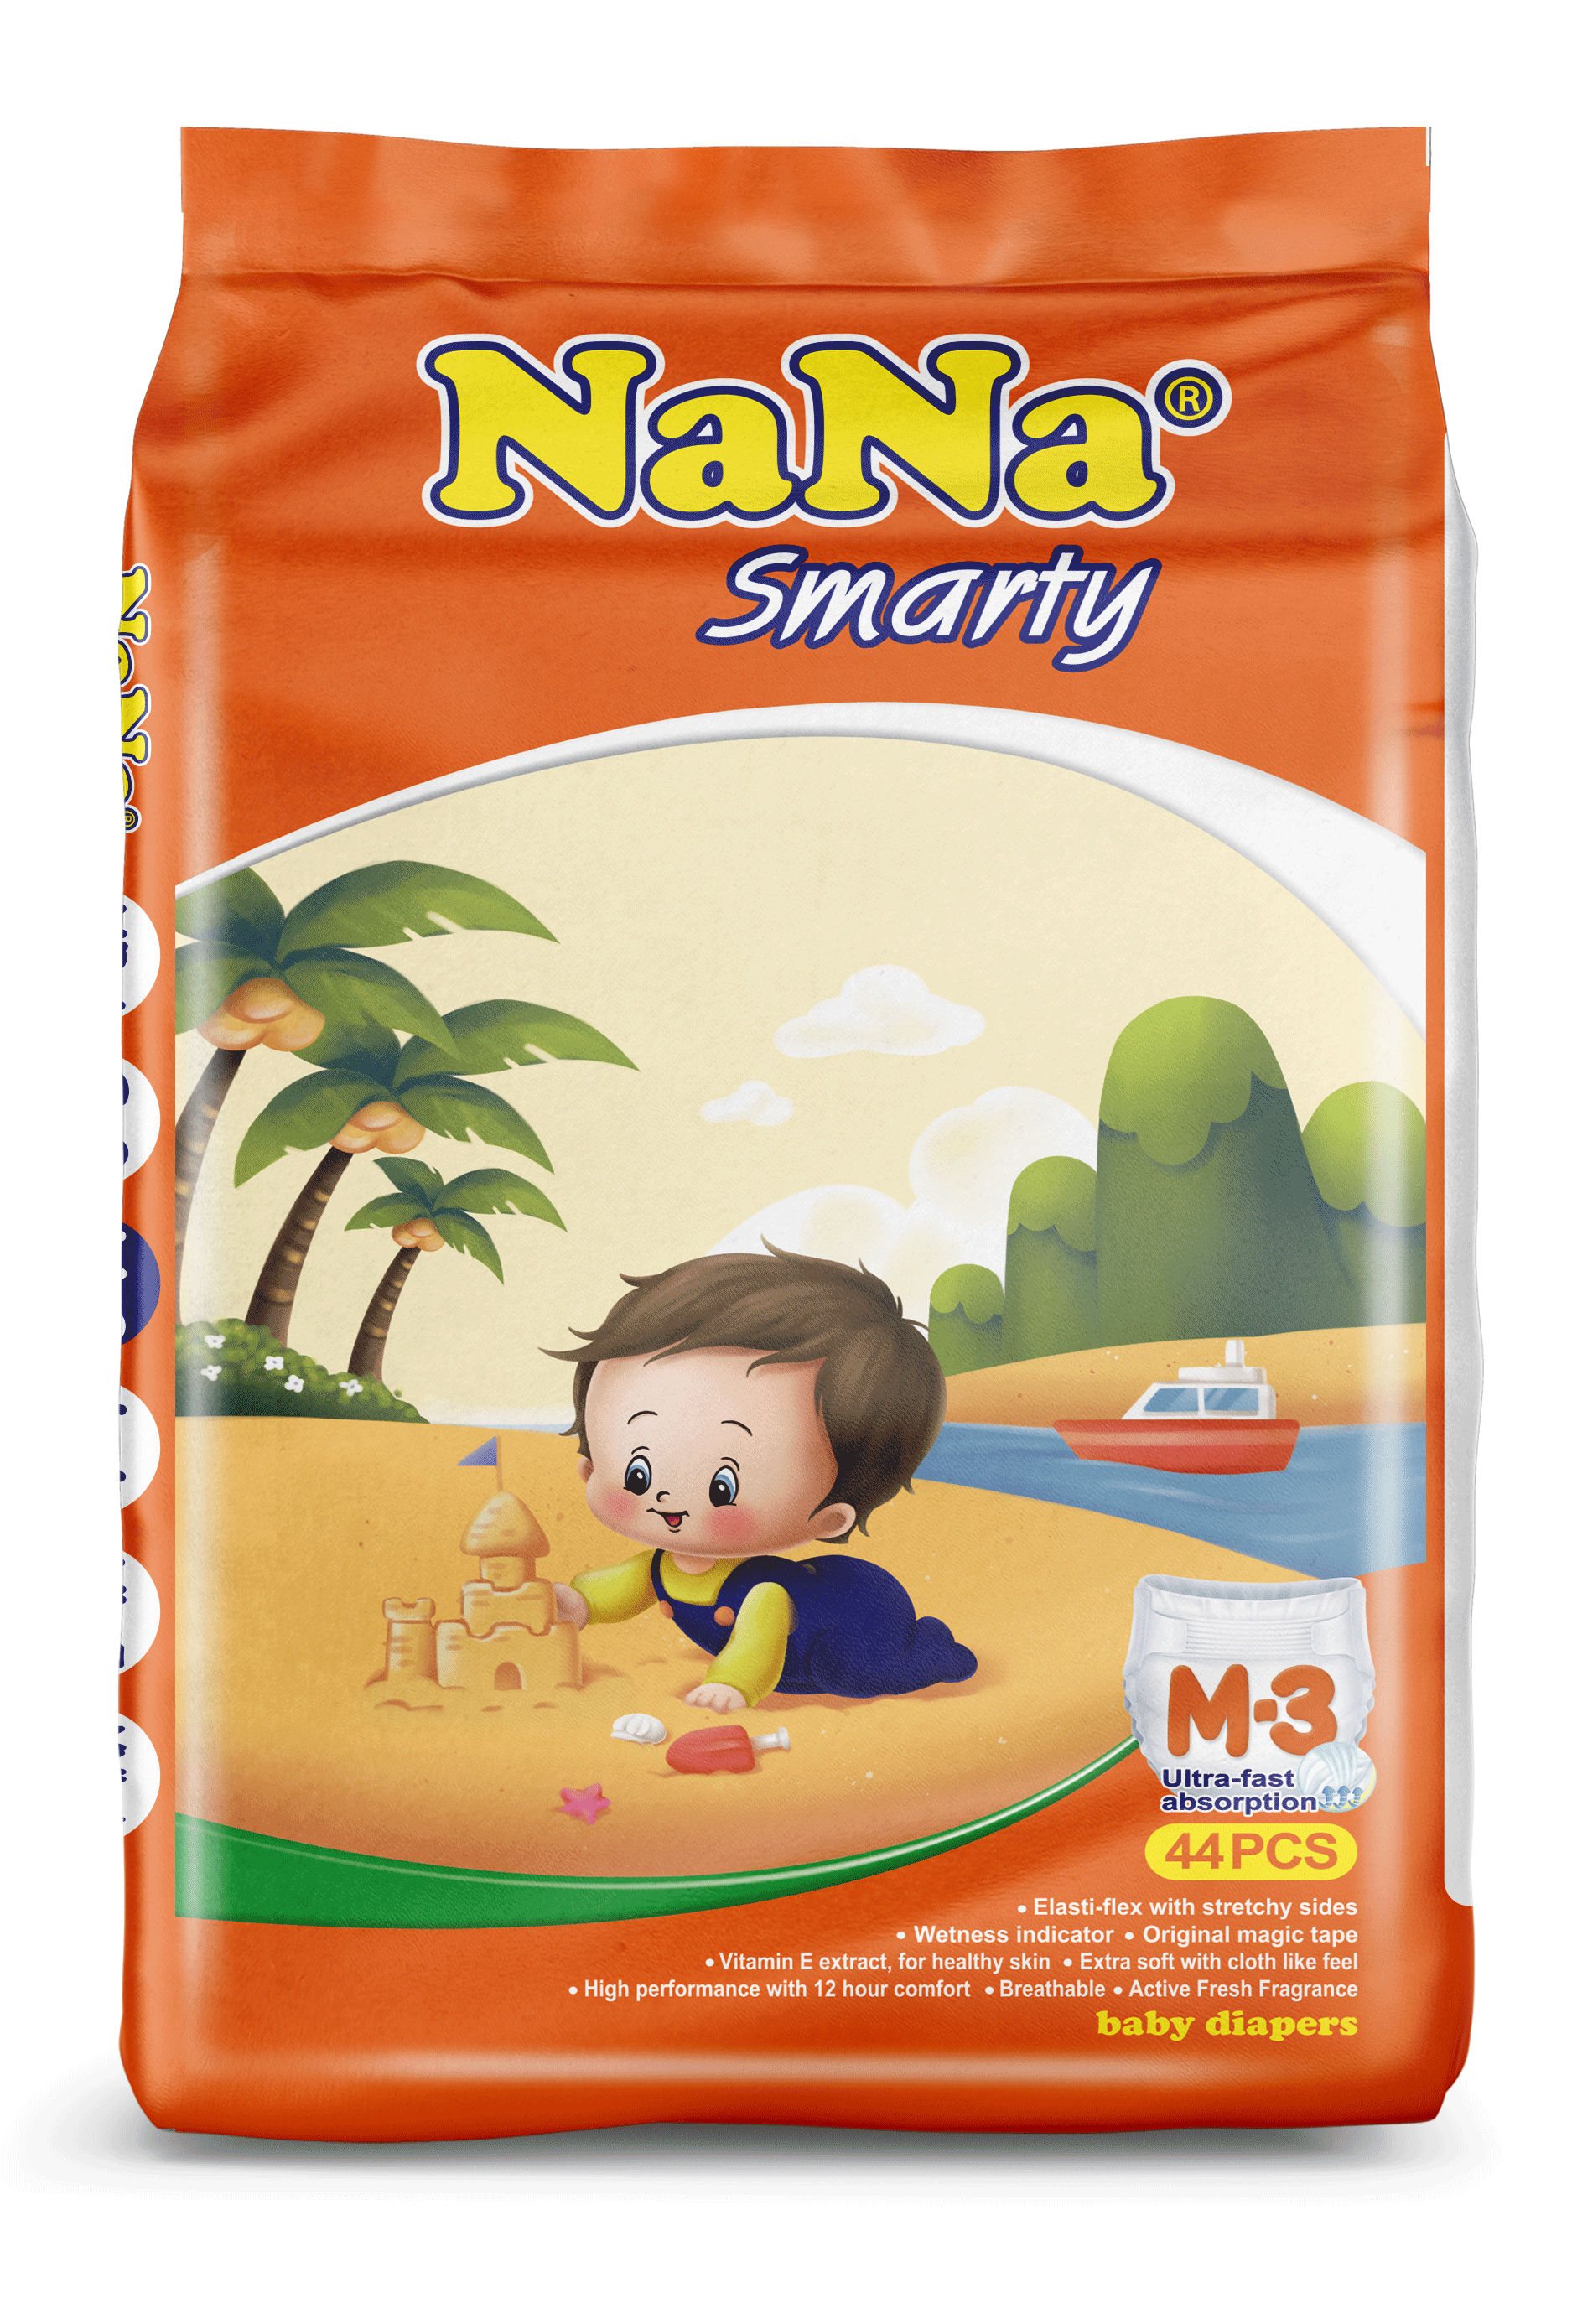 NaNa®
Smarty
NaNa®
M-3
Ultra-fast
absorption
44PCS
• Elasti-flex with stretchy sides
• Wetness indicator • Original magic tape
• Vitamin E extract, for healthy skin • Extra soft with cloth like feel
• High performance with 12 hour comfort • Breathable • Active Fresh Fragrance
baby diapers